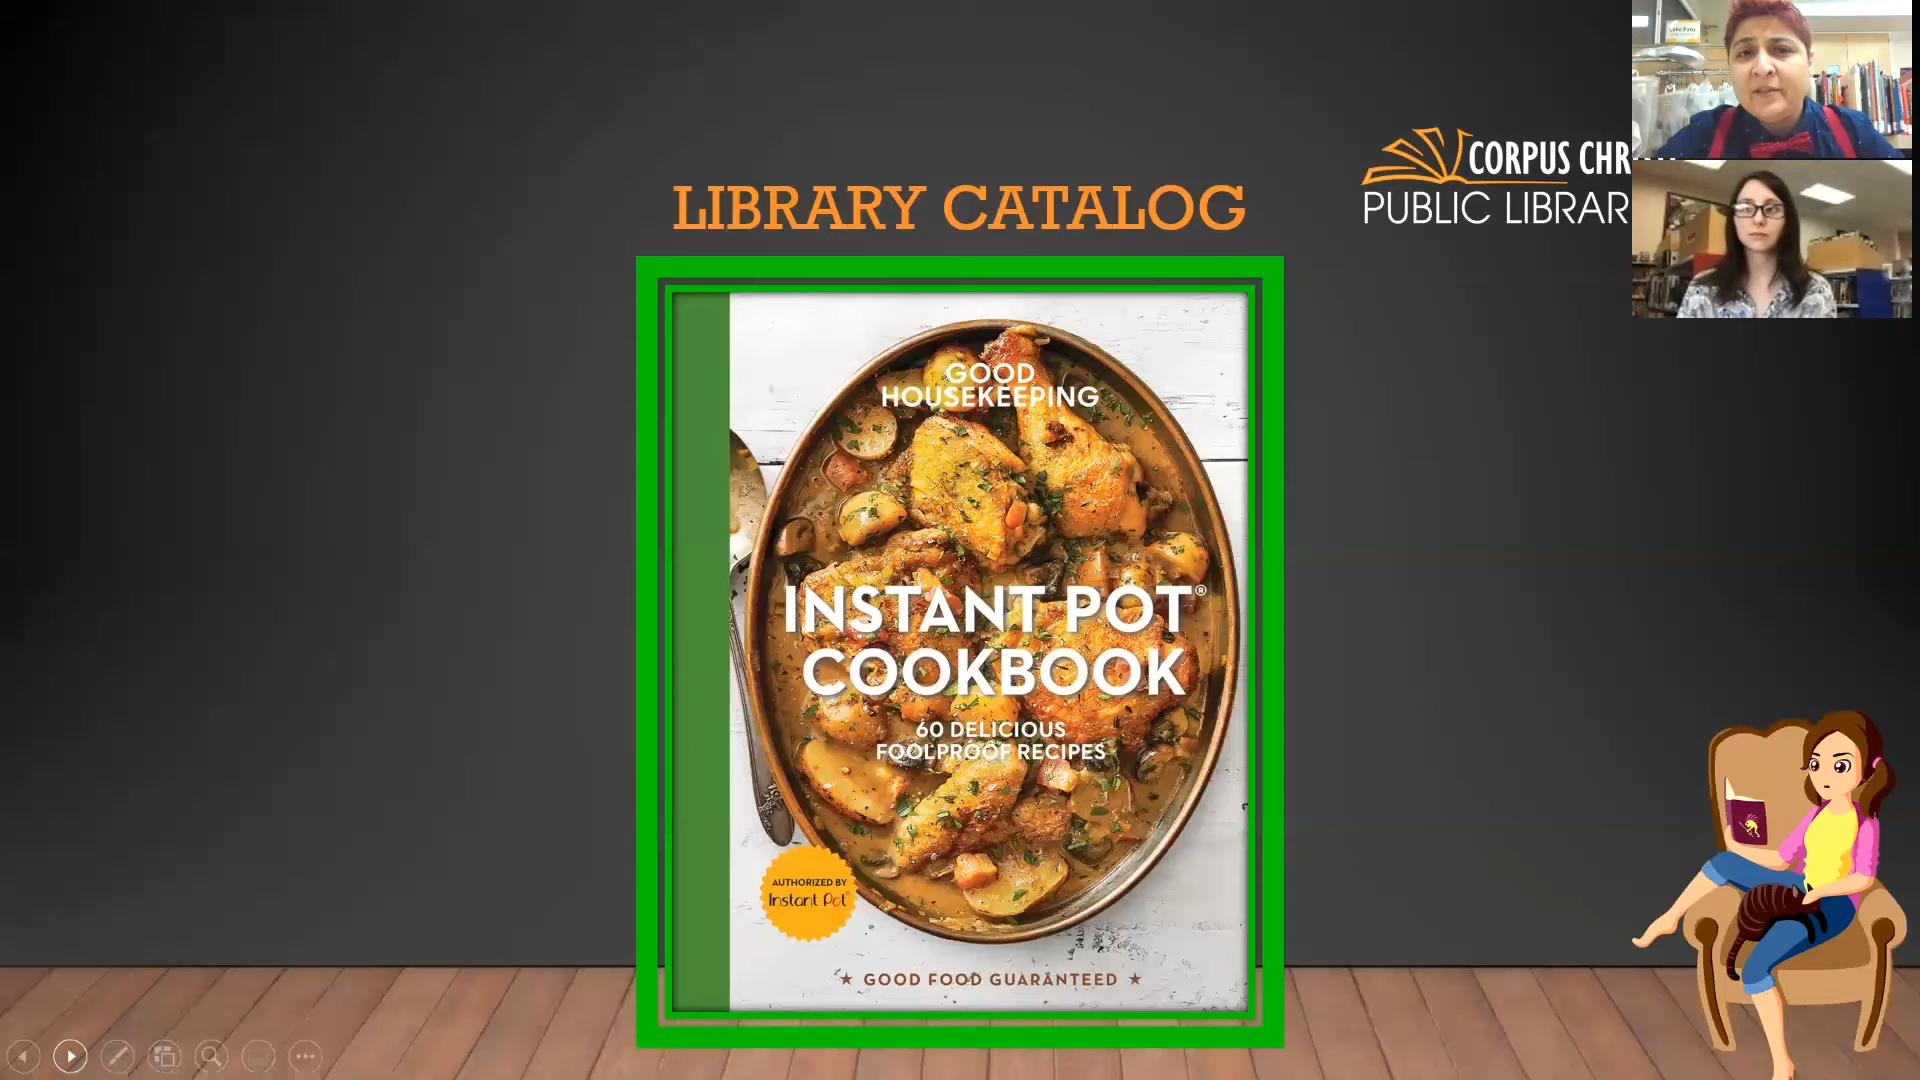 LIBRARY CATALOG
CORPUS CHR
PUBLIC LIBRAR
GOOD
HOUSEKEEPING
INSTANT POT®
COOKBOOK
60 DELICIOUS
FOOLPROOF RECIPES
AUTHORIZED BY
Instant Pot
★ GOOD FOOD GUARANTEED ★